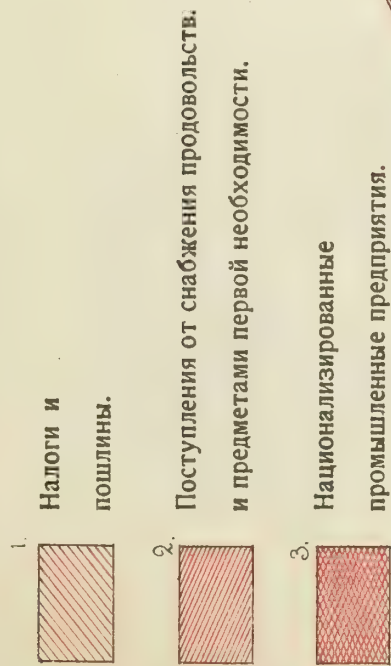 1.
Налоги и
пошлины.
2.
Поступления от снабжения продовольств.
и предметами первой необходимости.
3.
Национализированные
промышленные предприятия.